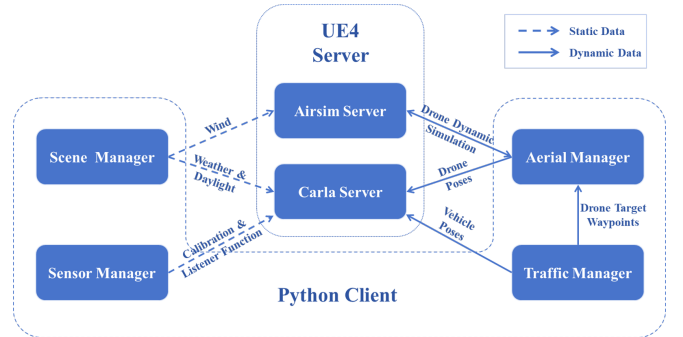 UE4
Server
Static Data
Dynamic Data
Airsim Server
Wind
Drone Dynamic
Simulation
Scene Manager
Aerial Manager
Weather &
Daylight
Carla Server
Drone
Poses
Drone Target
Waypoints
Calibration &
Listener Function
Vehicle
Poses
Sensor Manager
Traffic Manager
Python Client